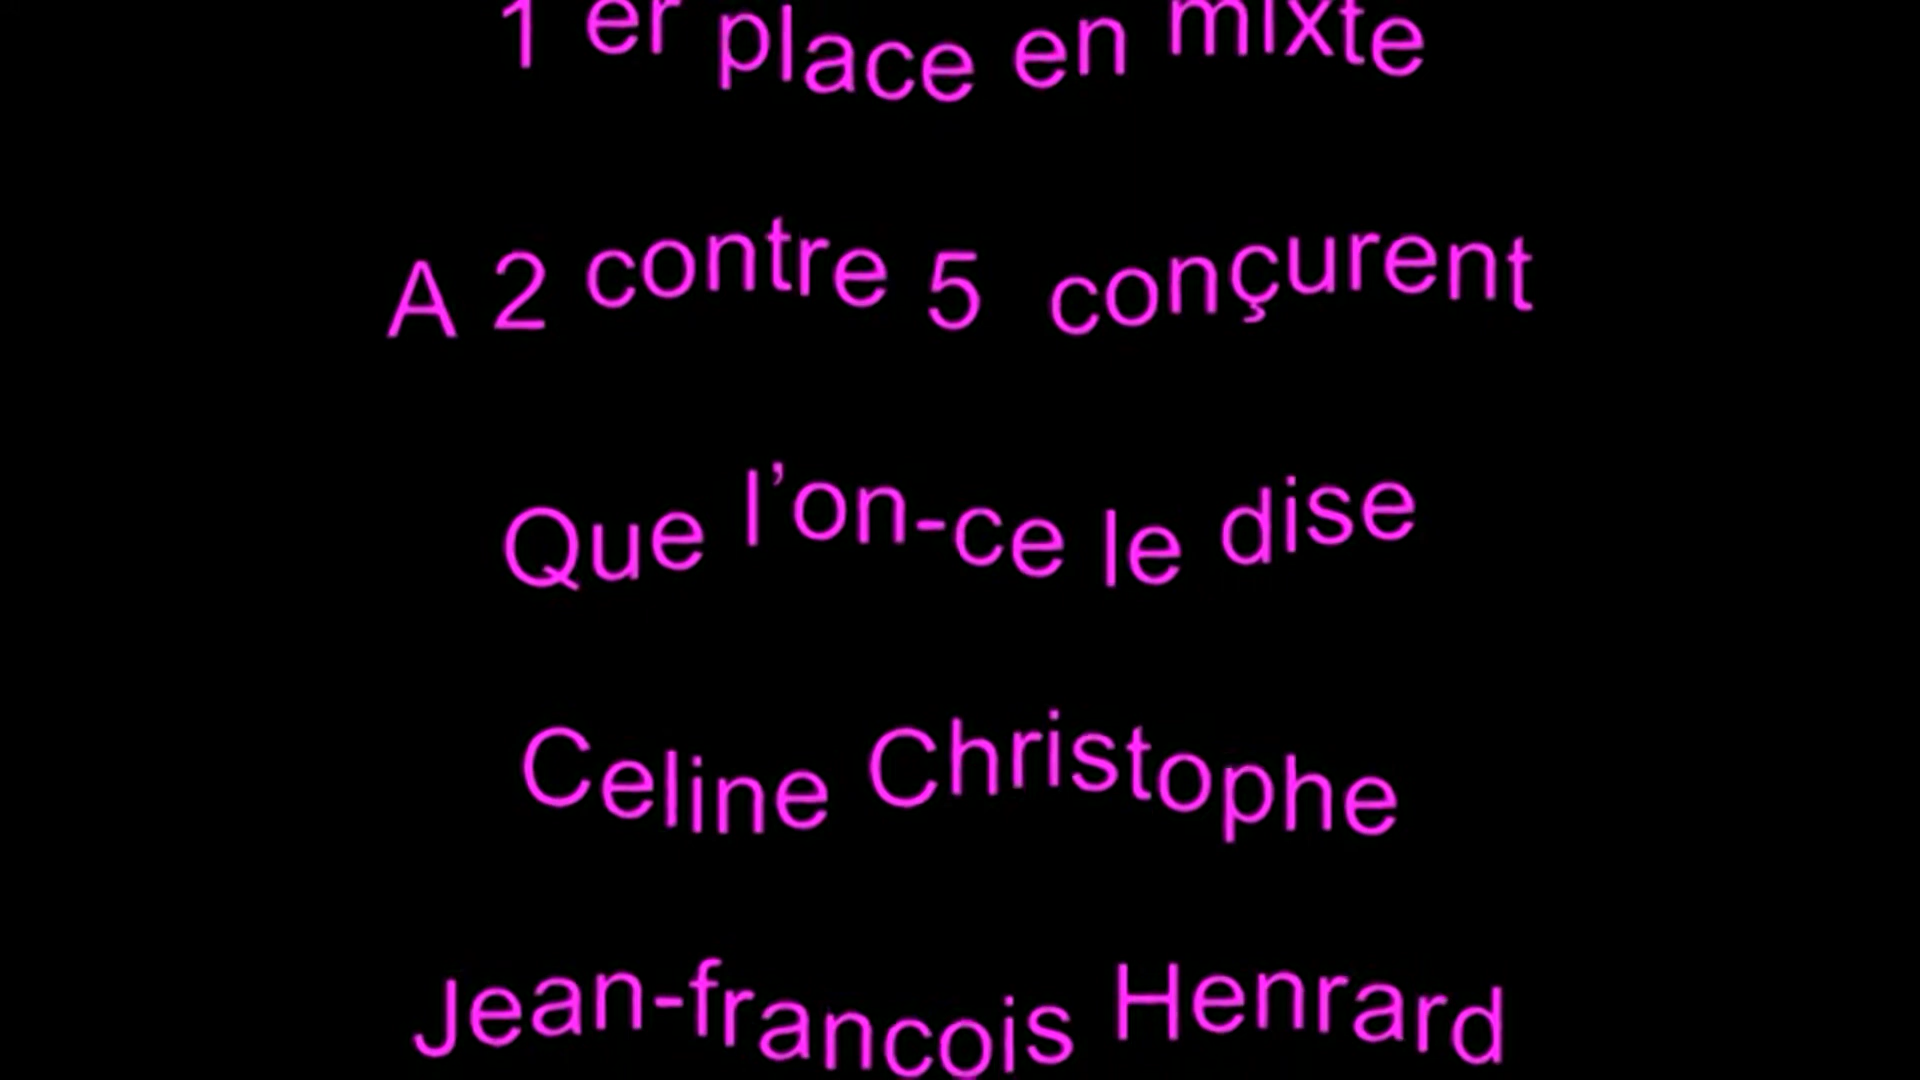 1 er place en mixte
A 2 contre 5 conçurent
Que l’on-ce le dise
Celine Christophe
Jean-francois Henrard